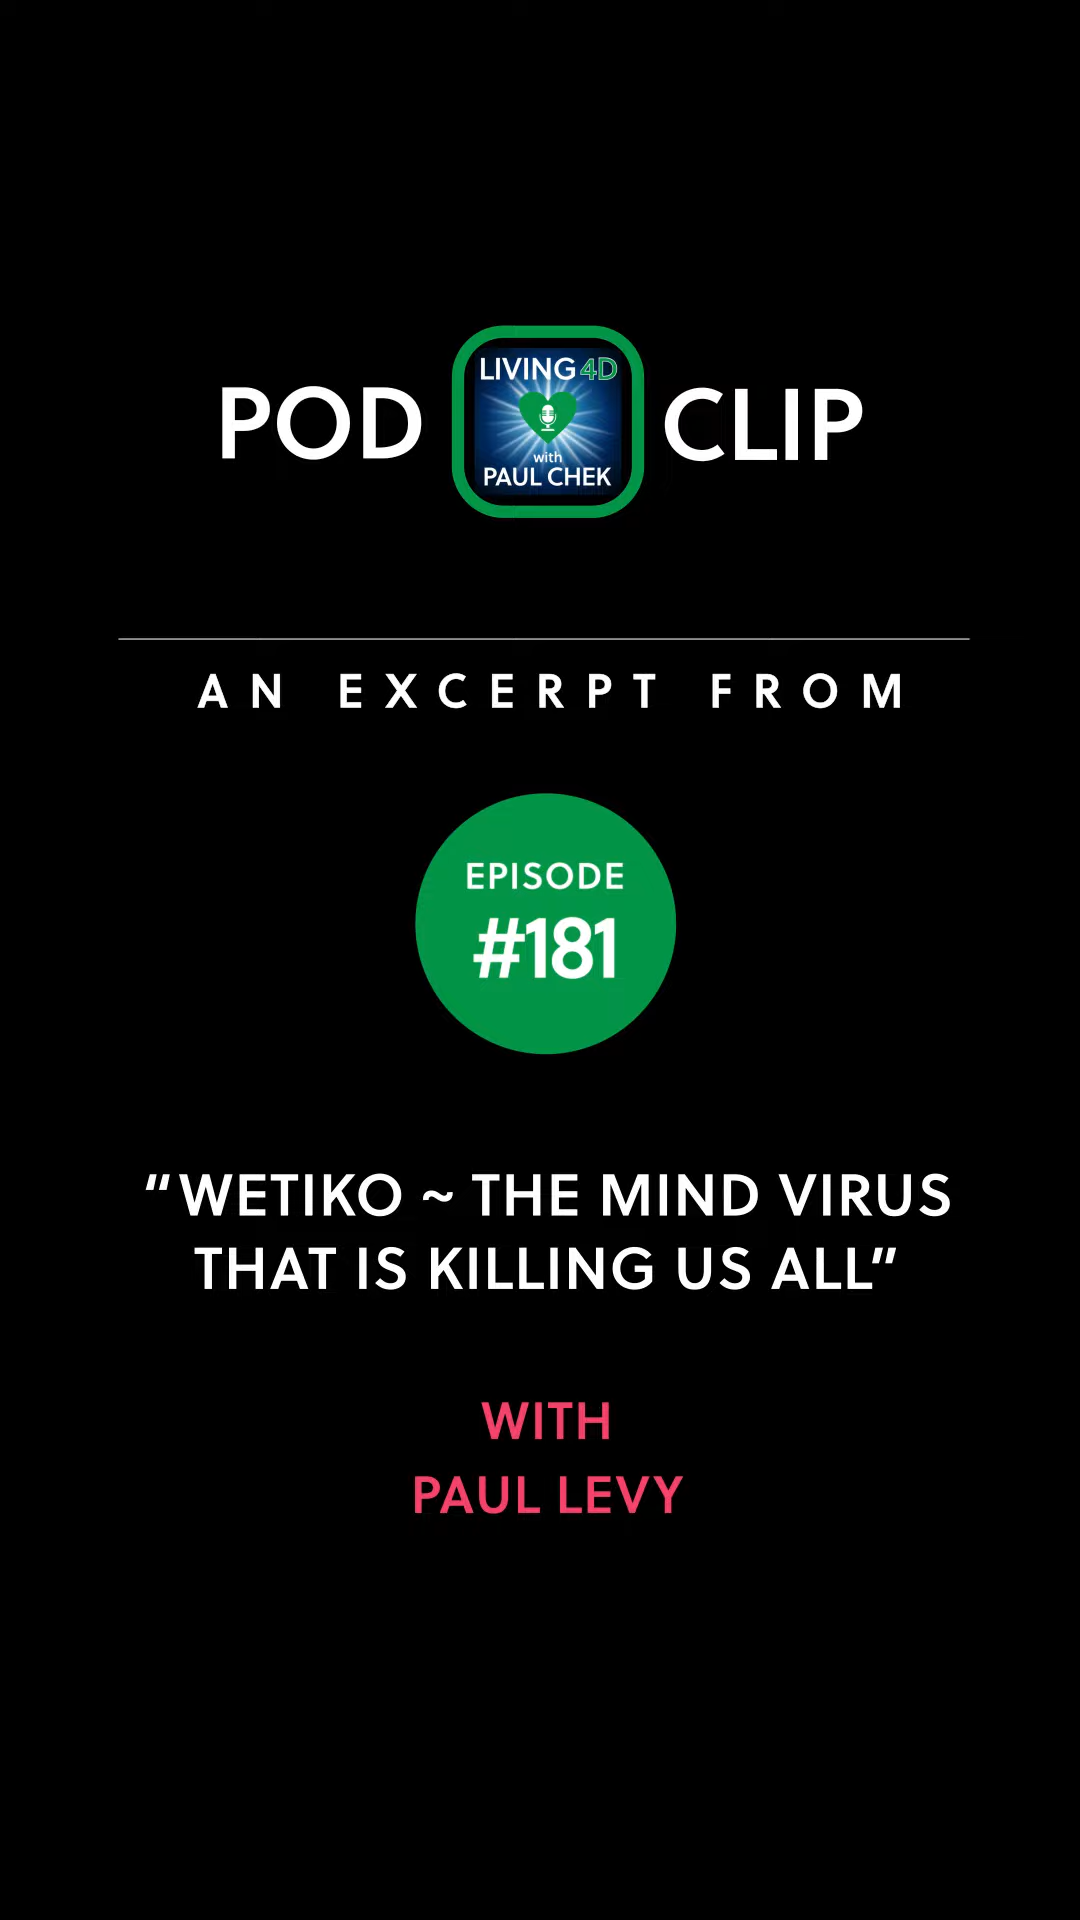 POD
LIVING 4D
with
PAUL CHEK
CLIP
AN EXCERPT FROM
EPISODE
#181
“WETIKO ~ THE MIND VIRUS
THAT IS KILLING US ALL”
WITH
PAUL LEVY